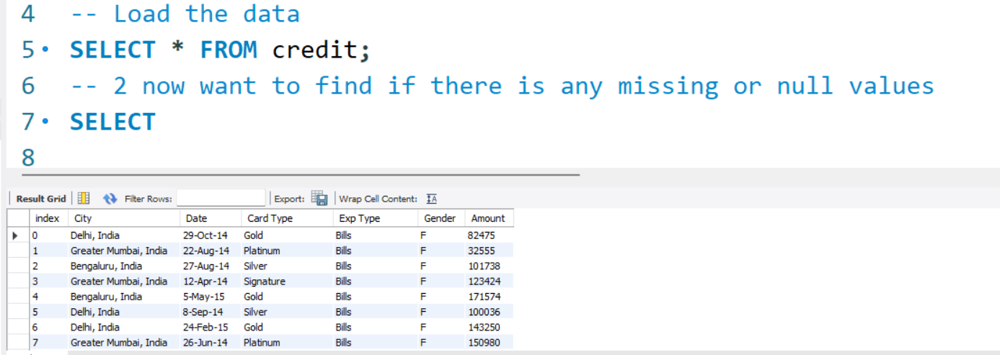 4 -- Load the data
5 SELECT * FROM credit;
6 -- 2 now want to find if there is any missing or null values
7 SELECT
8
Result Grid Filter Rows: Export: Wrap Cell Content:
index City Date Card Type Exp Type Gender Amount
0 Delhi, India 29-Oct-14 Gold Bills F 82475
1 Greater Mumbai, India 22-Aug-14 Platinum Bills F 32555
2 Bengaluru, India 27-Aug-14 Silver Bills F 101738
3 Greater Mumbai, India 12-Apr-14 Signature Bills F 123424
4 Bengaluru, India 5-May-15 Gold Bills F 171574
5 Delhi, India 8-Sep-14 Silver Bills F 100036
6 Delhi, India 24-Feb-15 Gold Bills F 143250
7 Greater Mumbai, India 26-Jun-14 Platinum Bills F 150980